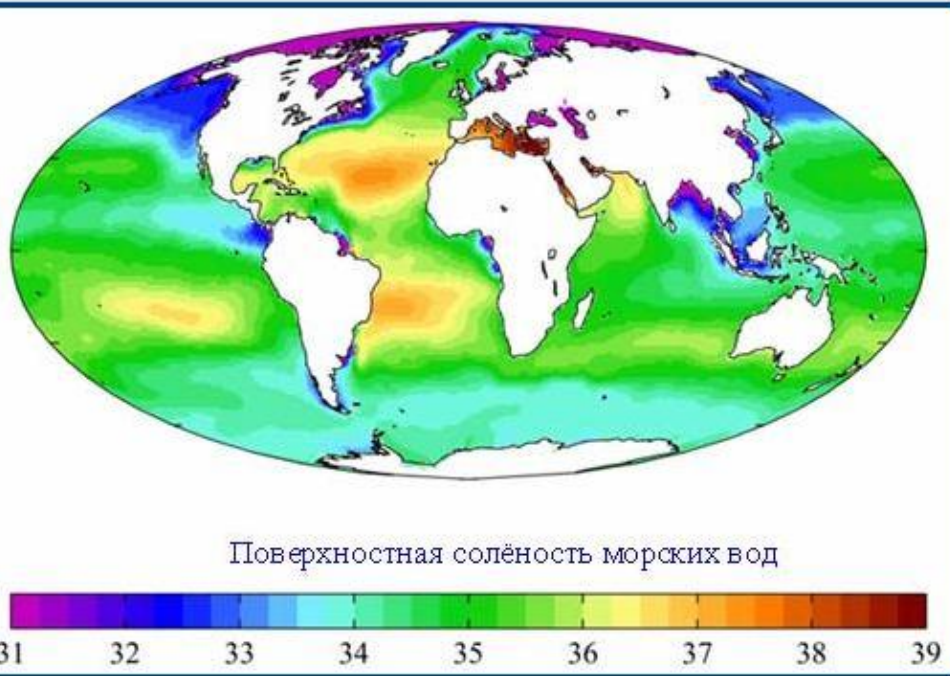 Поверхностная солёность морских вод
31 32 33 34 35 36 37 38 39